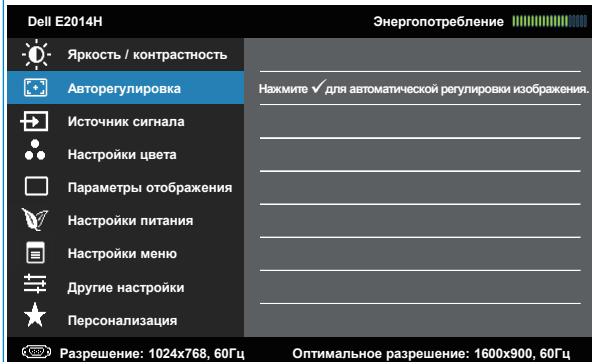 Dell E2014H Энергопотребление
Яркость / контрастность
Авторегулировка Нажмите ✓ для автоматической регулировки изображения.
Источник сигнала
Настройки цвета
Параметры отображения
Настройки питания
Настройки меню
Другие настройки
Персонализация
Разрешение: 1024x768, 60Гц Оптимальное разрешение: 1600x900, 60Гц